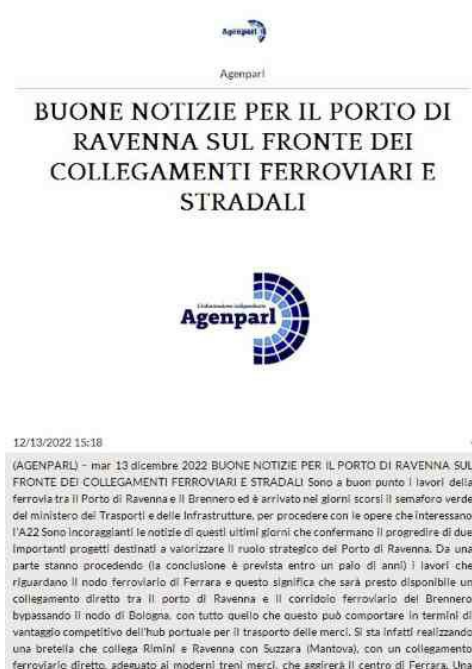 Agenparl
Agenparl
BUONE NOTIZIE PER IL PORTO DI
RAVENNA SUL FRONTE DEI
COLLEGAMENTI FERROVIARI E
STRADALI
L'informazione indipendente
Agenparl
12/13/2022 15:18
(AGENPARL) – mar 13 dicembre 2022 BUONE NOTIZIE PER IL PORTO DI RAVENNA SUL
FRONTE DEI COLLEGAMENTI FERROVIARI E STRADALI Sono a buon punto i lavori della
ferrovia tra il Porto di Ravenna e il Brennero ed è arrivato nei giorni scorsi il semaforo verde
del ministero dei Trasporti e delle Infrastrutture, per procedere con le opere che interessano
l'A22 Sono incoraggianti le notizie di questi ultimi giorni che confermano il progredire di due
importanti progetti destinati a valorizzare il ruolo strategico del Porto di Ravenna. Da una
parte stanno procedendo (la conclusione è prevista entro un paio di anni) i lavori che
riguardano il nodo ferroviario di Ferrara e questo significa che sarà presto disponibile un
collegamento diretto tra il porto di Ravenna e il corridoio ferroviario del Brennero
bypassando il nodo di Bologna, con tutto quello che questo può comportare in termini di
vantaggio competitivo dell'hub portuale per il trasporto delle merci. Si sta infatti realizzando
una bretella che collega Rimini e Ravenna con Suzzara (Mantova), con un collegamento
ferroviario diretto, adeguato ai moderni treni merci, che aggirerà il centro di Ferrara. Una